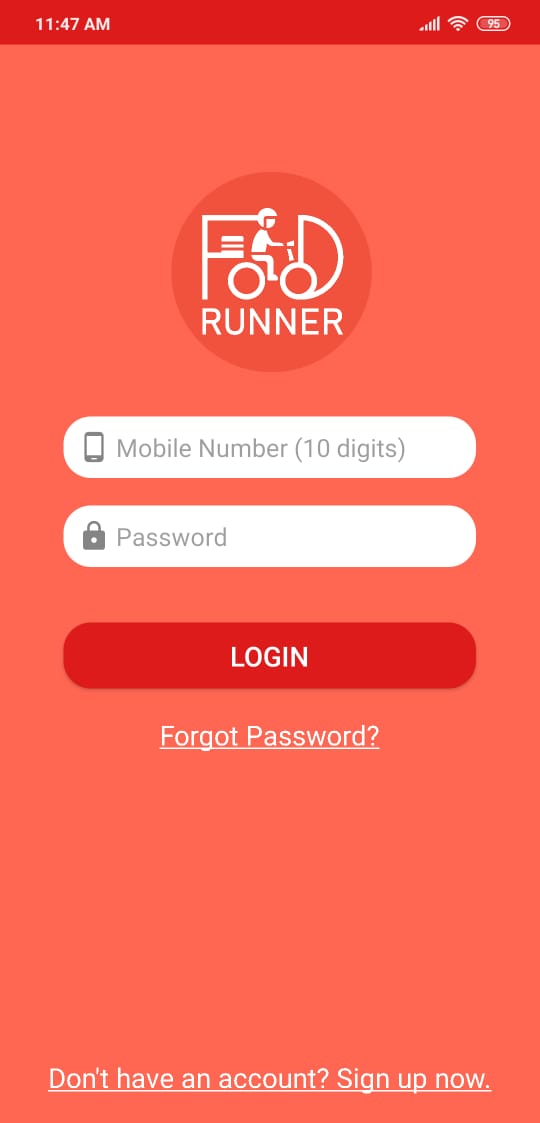 11:47 AM
95
FOOD
RUNNER
Mobile Number (10 digits)
Password
LOGIN
Forgot Password?
Don't have an account? Sign up now.